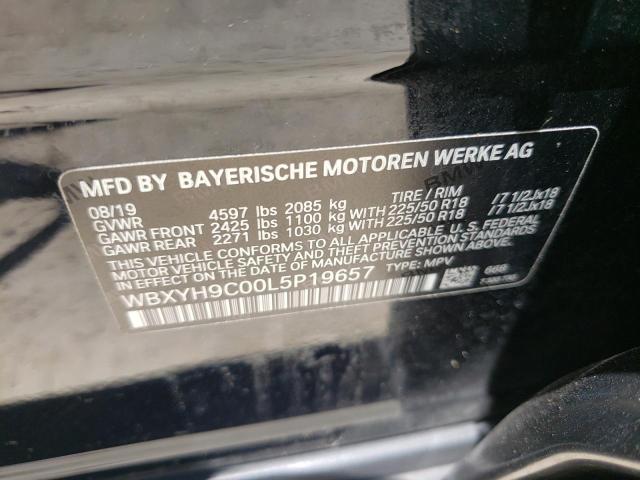 MFD BY BAYERISCHE MOTOREN WERKE AG
08/19 TIRE / RIM
GVWR 4597 lbs 2085 kg
GAWR FRONT 2425 lbs 1100 kg WITH 225/50 R18 /7 1/2Jx18
GAWR REAR 2271 lbs 1030 kg WITH 225/50 R18 /7 1/2Jx18
THIS VEHICLE CONFORMS TO ALL APPLICABLE U. S. FEDERAL
MOTOR VEHICLE SAFETY AND THEFT PREVENTION STANDARDS
IN EFFECT ON THE DATE OF MANUFACTURE SHOWN ABOVE.
WBXYH9C00L5P19657 TYPE: MPV 668